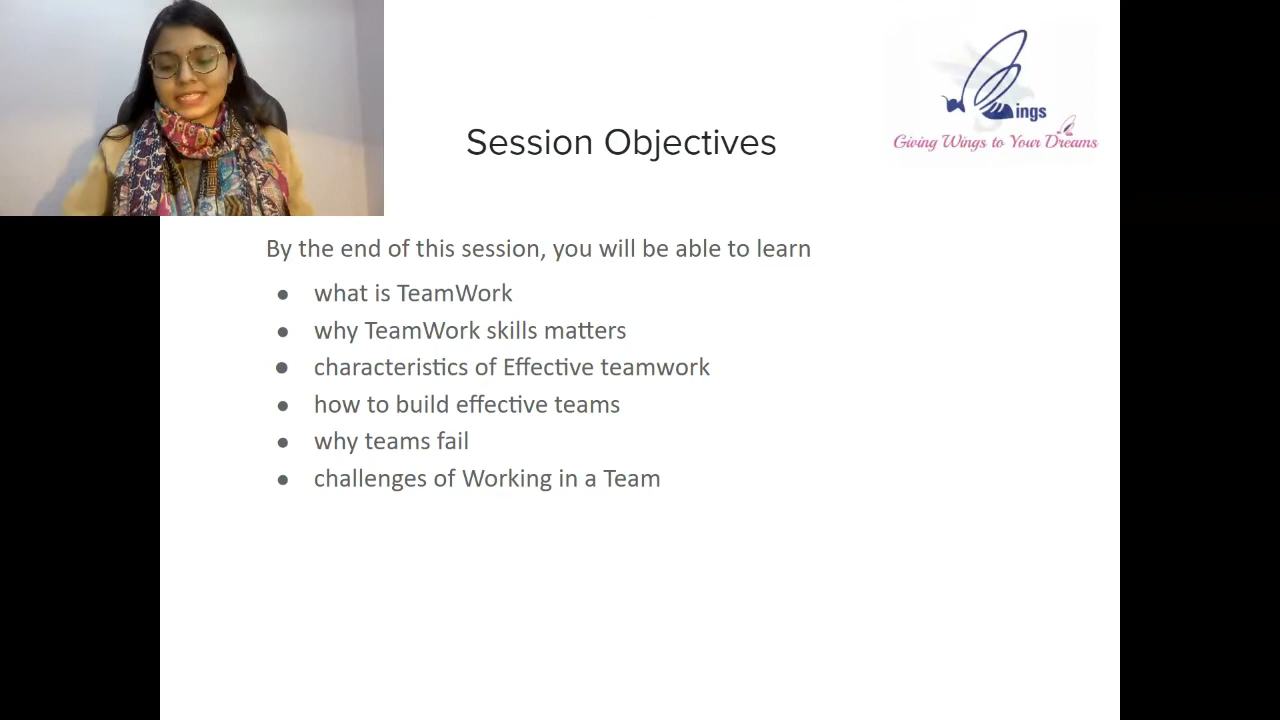 ings
Giving Wings to Your Dreams
Session Objectives
By the end of this session, you will be able to learn
● what is TeamWork
● why TeamWork skills matters
● characteristics of Effective teamwork
● how to build effective teams
● why teams fail
● challenges of Working in a Team